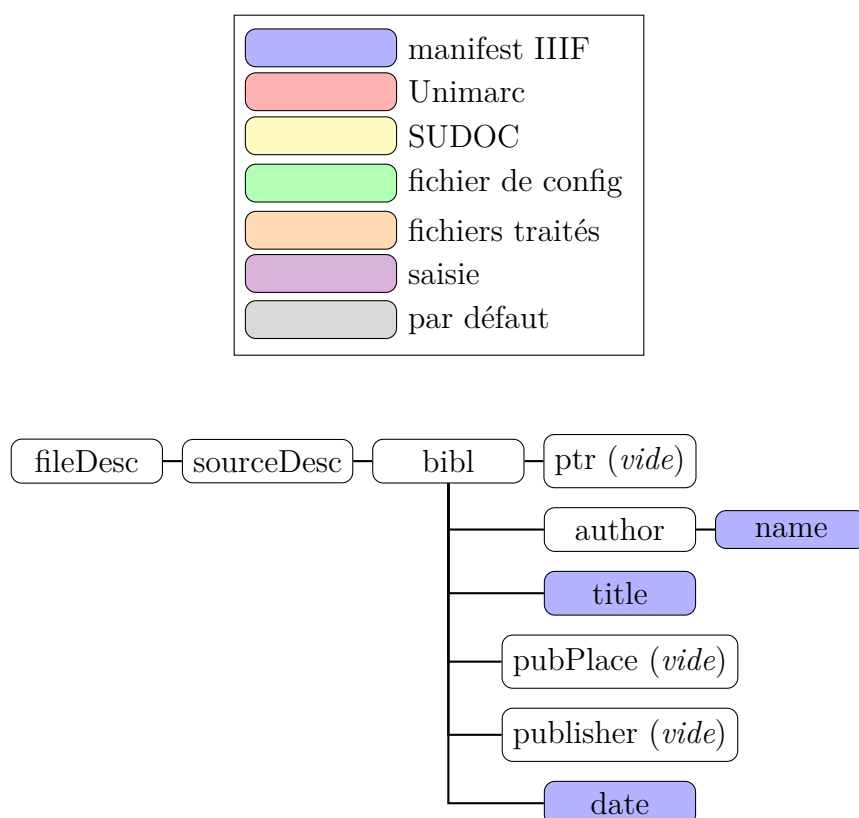 manifest IIIF
Unimarc
SUDOC
fichier de config
fichiers traités
saisie
par défaut
fileDesc sourceDesc bibl ptr (vide)
author name
title
pubPlace (vide)
publisher (vide)
date